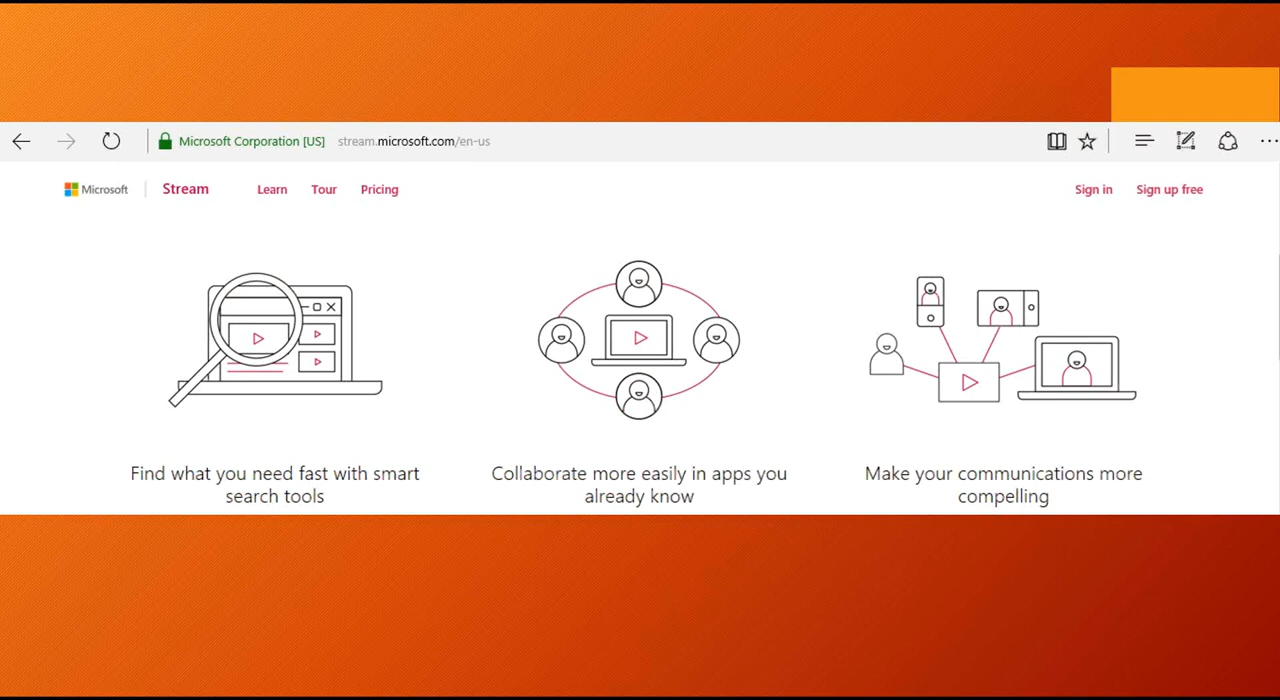 Microsoft Corporation [US] stream.microsoft.com/en-us
Microsoft Stream Learn Tour Pricing Sign in Sign up free
Find what you need fast with smart
search tools
Collaborate more easily in apps you
already know
Make your communications more
compelling